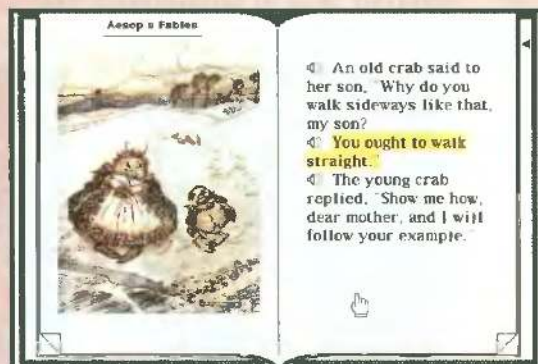 Aesop's Fables
An old crab said to
her son, "Why do you
walk sideways like that,
my son?
You ought to walk
straight."
The young crab
replied, "Show me how,
dear mother, and I will
follow your example."